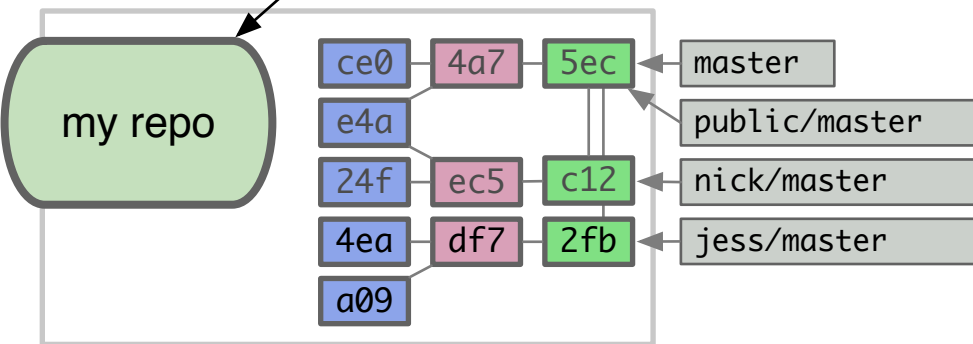 ce0 4a7 5ec master
my repo e4a public/master
24f ec5 c12 nick/master
4ea df7 2fb jess/master
a09